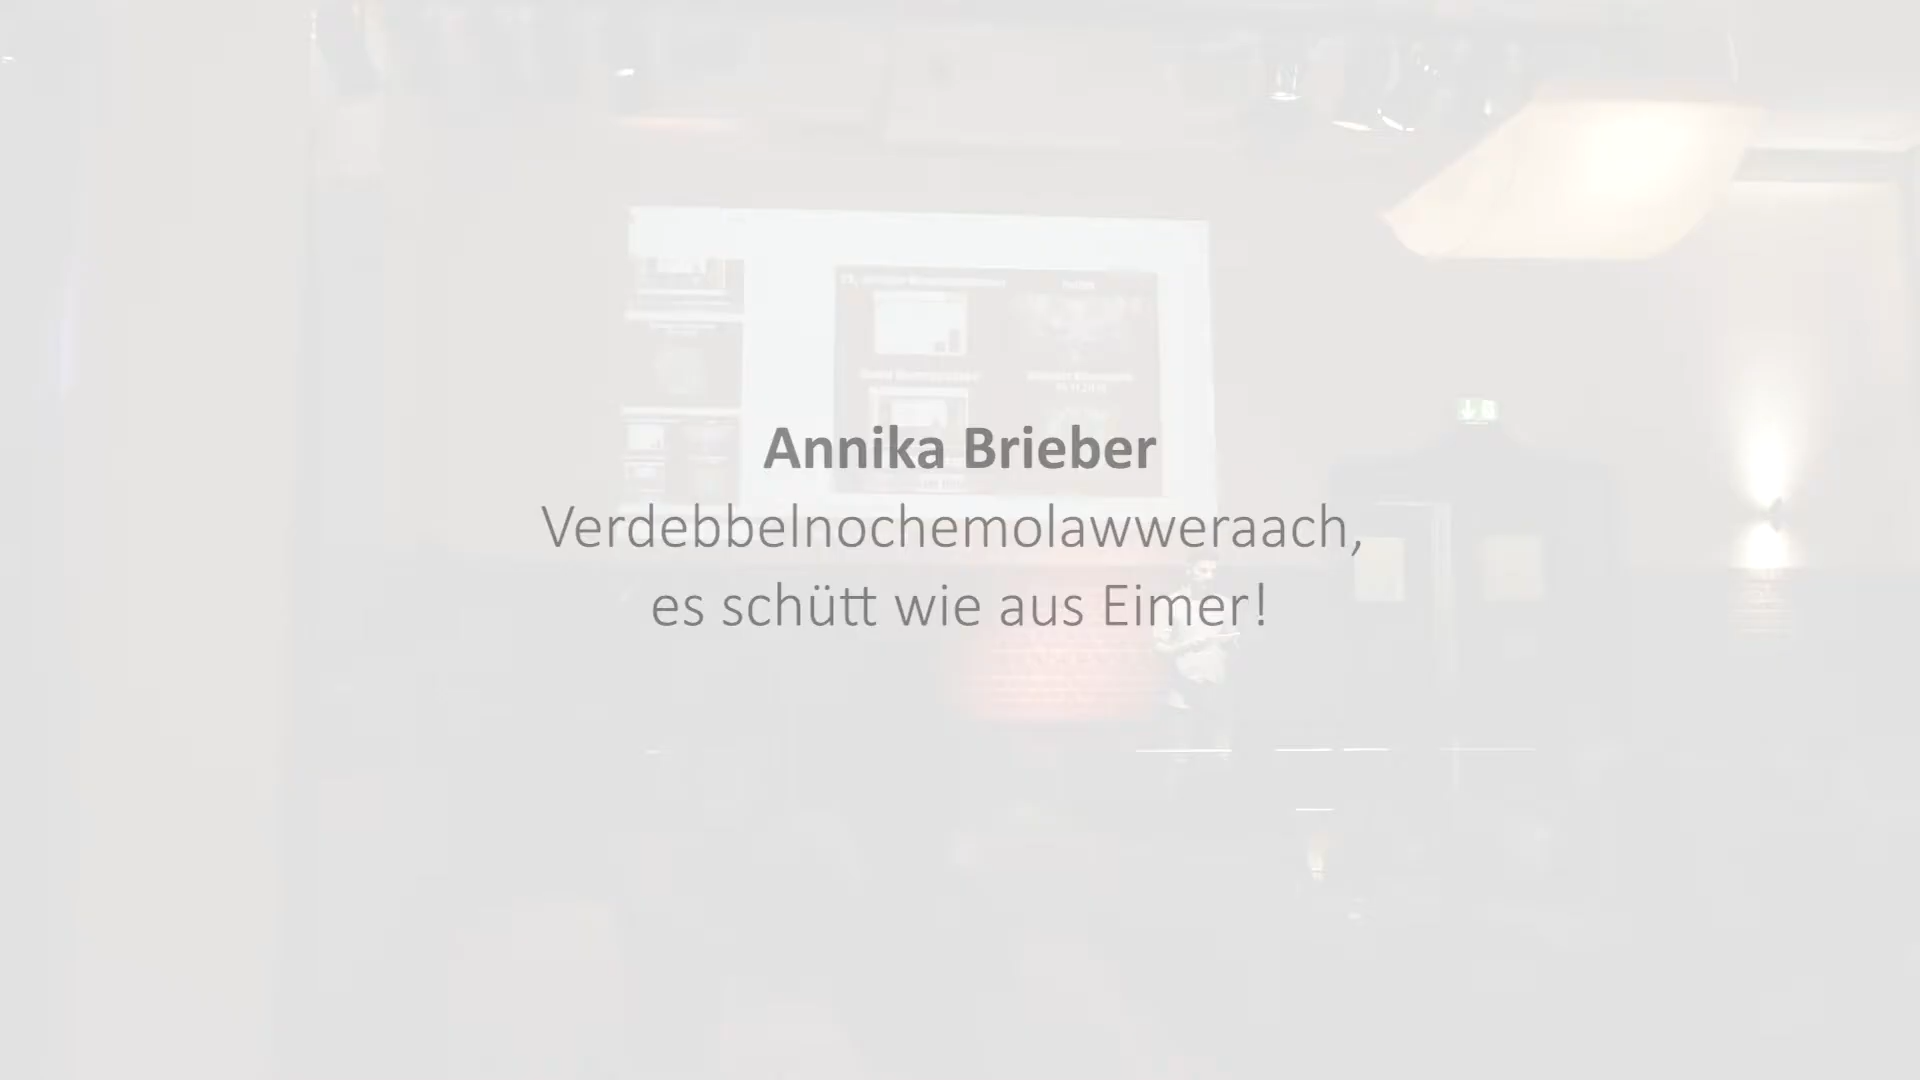 Annika Brieber
Verdebbelnochemolawweraach,
es schütt wie aus Eimer!